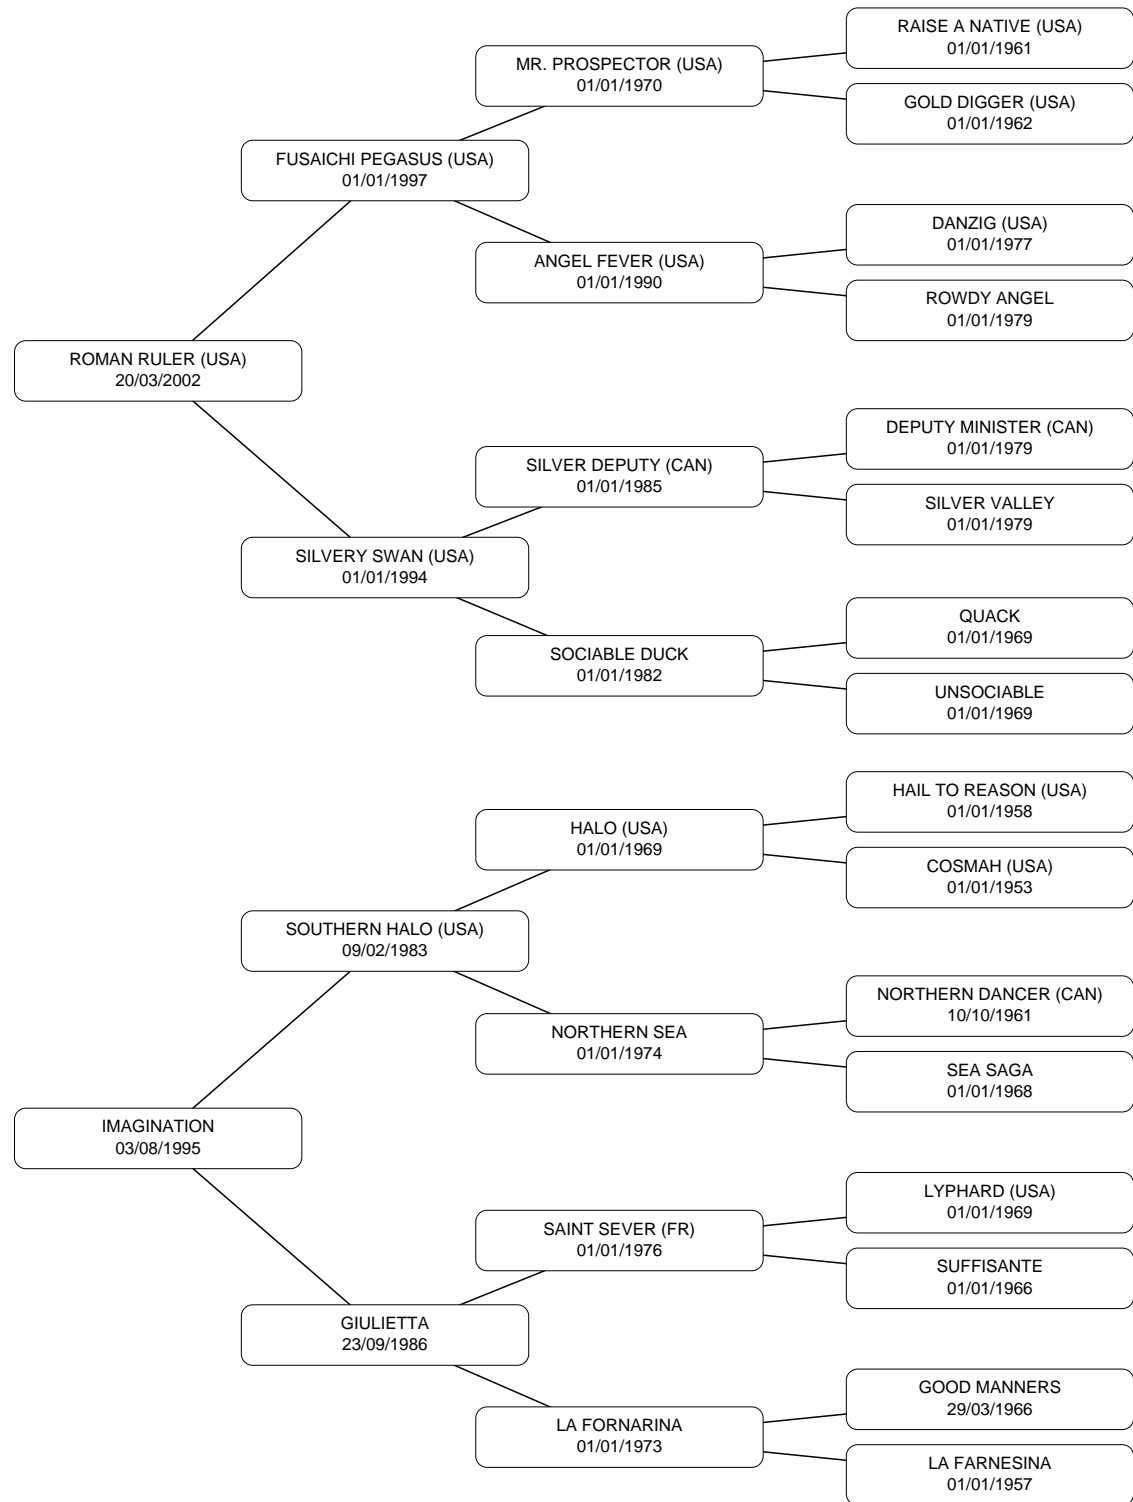 RAISE A NATIVE (USA)
01/01/1961
MR. PROSPECTOR (USA)
01/01/1970
GOLD DIGGER (USA)
01/01/1962
FUSAICHI PEGASUS (USA)
01/01/1997
DANZIG (USA)
01/01/1977
ANGEL FEVER (USA)
01/01/1990
ROWDY ANGEL
01/01/1979
ROMAN RULER (USA)
20/03/2002
DEPUTY MINISTER (CAN)
01/01/1979
SILVER DEPUTY (CAN)
01/01/1985
SILVER VALLEY
01/01/1979
SILVERY SWAN (USA)
01/01/1994
QUACK
01/01/1969
SOCIABLE DUCK
01/01/1982
UNSOCIABLE
01/01/1969
HAIL TO REASON (USA)
01/01/1958
HALO (USA)
01/01/1969
COSMAH (USA)
01/01/1953
SOUTHERN HALO (USA)
09/02/1983
NORTHERN DANCER (CAN)
10/10/1961
NORTHERN SEA
01/01/1974
SEA SAGA
01/01/1968
IMAGINATION
03/08/1995
LYPHARD (USA)
01/01/1969
SAINT SEVER (FR)
01/01/1976
SUFFISANTE
01/01/1966
GIULIETTA
23/09/1986
GOOD MANNERS
29/03/1966
LA FORNARINA
01/01/1973
LA FARNESINA
01/01/1957